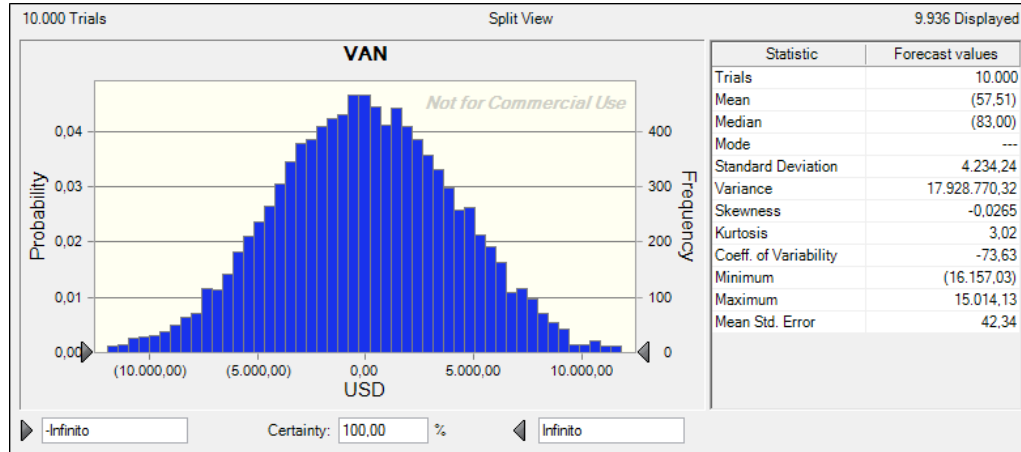 10.000 Trials Split View 9.936 Displayed
VAN
Not for Commercial Use
Probability
0,04
0,03
0,02
0,01
0,00
400
300
200
100
0
Frequency
(10.000,00) (5.000,00) 0,00 5.000,00 10.000,00
USD
Statistic Forecast values
Trials 10.000
Mean (57,51)
Median (83,00)
Mode ---
Standard Deviation 4.234,24
Variance 17.928.770,32
Skewness -0,0265
Kurtosis 3,02
Coeff. of Variability -73,63
Minimum (16.157,03)
Maximum 15.014,13
Mean Std. Error 42,34
-Infinito Certainty: 100,00 % Infinito